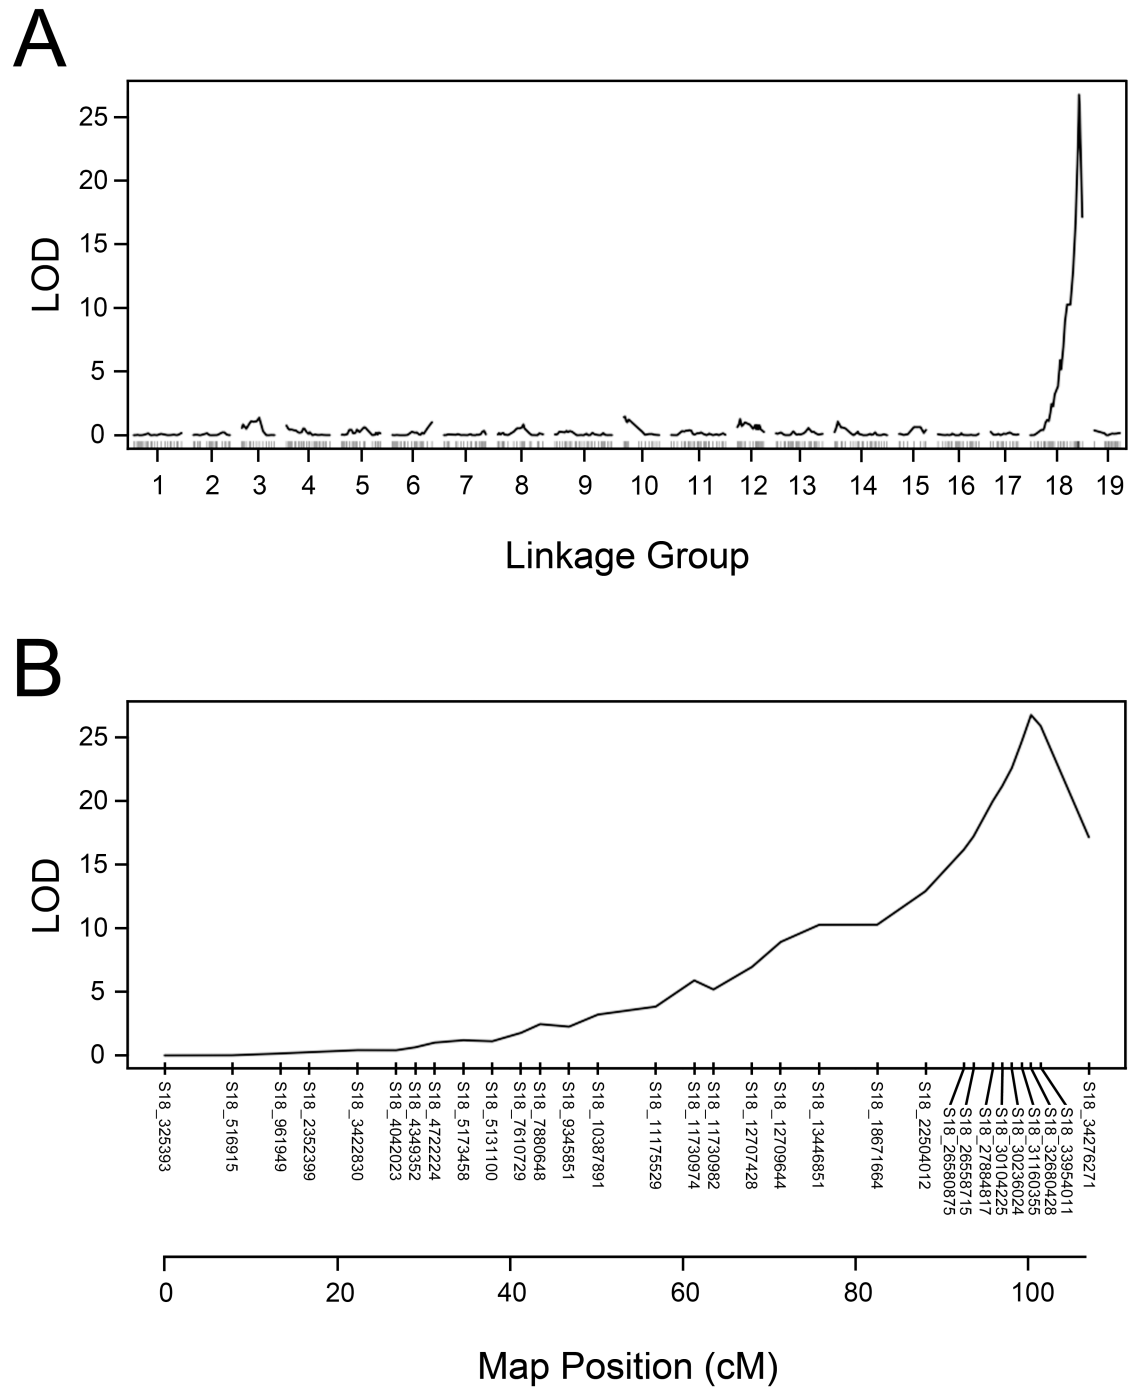 A
25
20
15
10
5
0
LOD
1 2 3 4 5 6 7 8 9 10 11 12 13 14 15 16 17 18 19
Linkage Group
B
25
20
15
10
5
0
LOD
S18_325393
S18_516915
S18_961949
S18_2352399
S18_3422830
S18_4042023
S18_4349352
S18_4722224
S18_5173458
S18_5131100
S18_7610729
S18_7880648
S18_9345851
S18_10387891
S18_11175529
S18_11730974
S18_11730982
S18_12707428
S18_12709644
S18_13446851
S18_18671664
S18_22504012
S18_26580875
S18_26558715
S18_27884817
S18_30104225
S18_30236024
S18_31160355
S18_32680428
S18_33954011
S18_34276271
0 20 40 60 80 100
Map Position (cM)